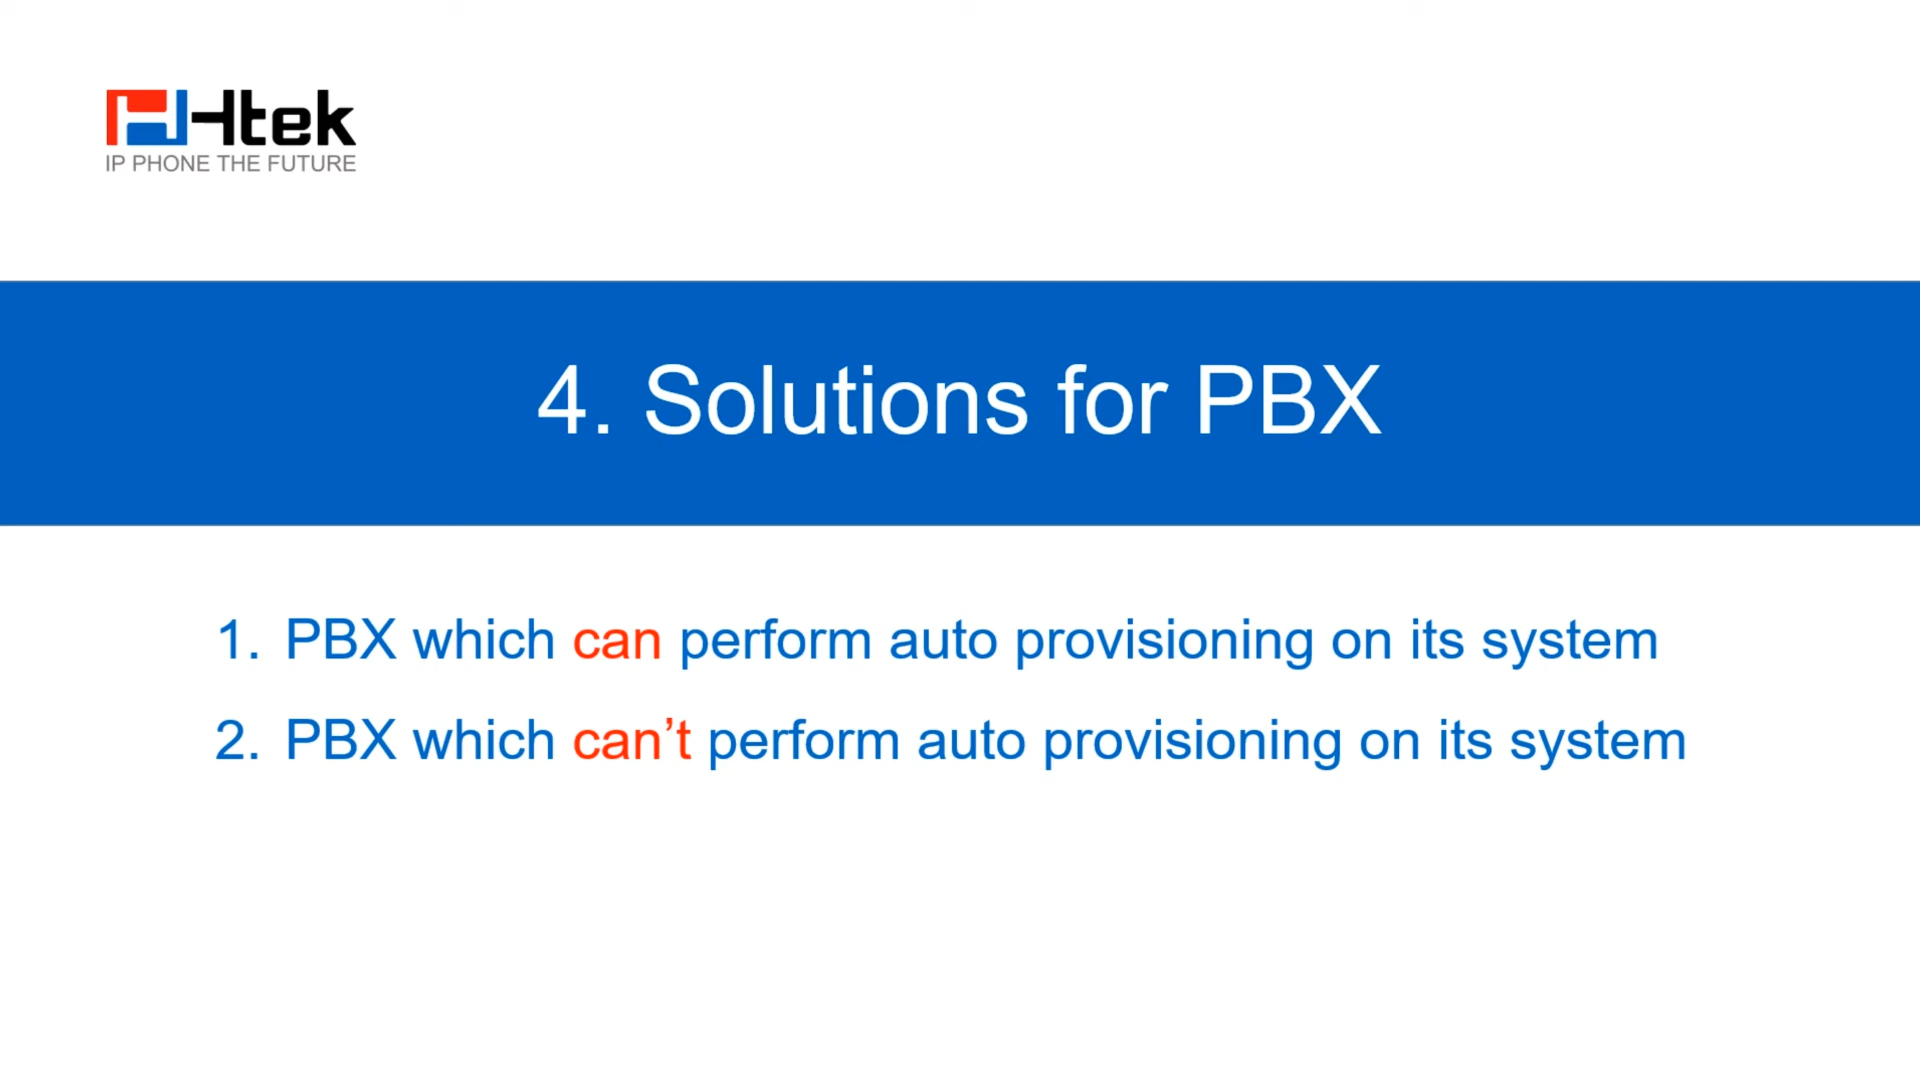 Htek
IP PHONE THE FUTURE
4. Solutions for PBX
1. PBX which can perform auto provisioning on its system
2. PBX which can’t perform auto provisioning on its system